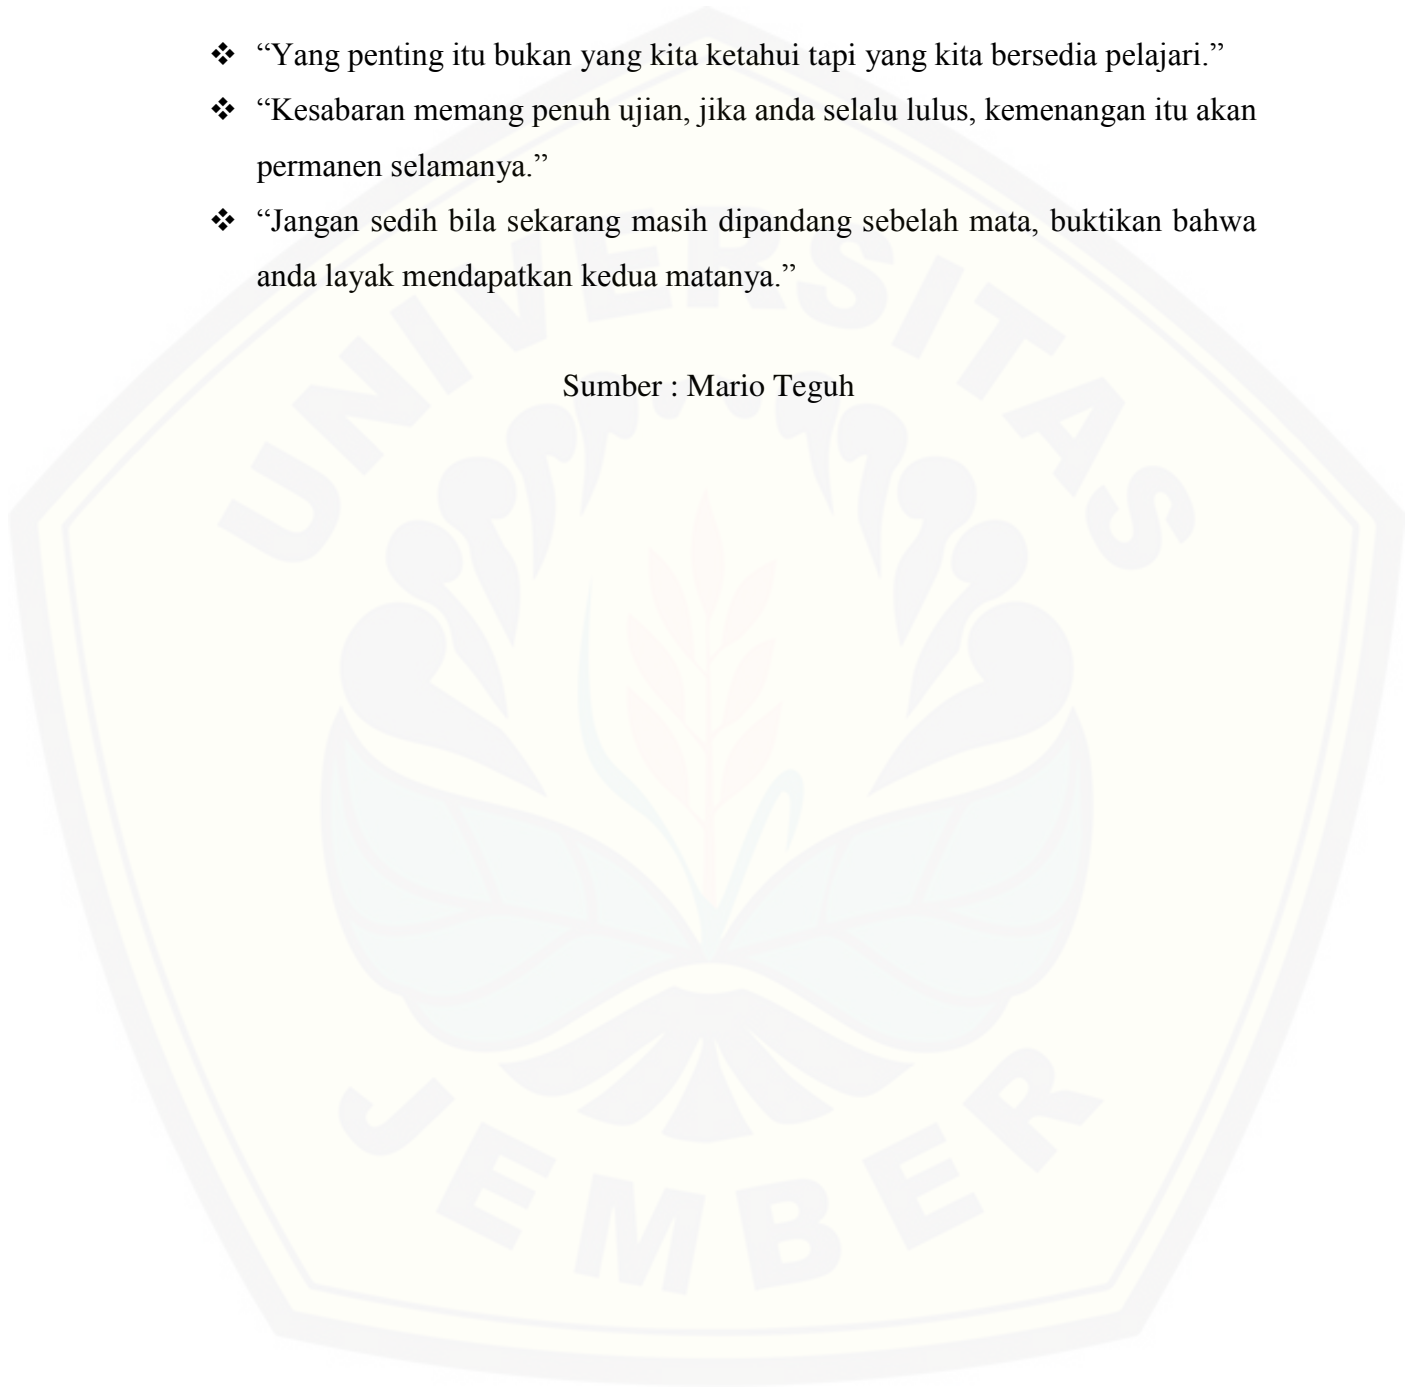 ❖ “Yang penting itu bukan yang kita ketahui tapi yang kita bersedia pelajari.”
❖ “Kesabaran memang penuh ujian, jika anda selalu lulus, kemenangan itu akan
permanen selamanya.”
❖ “Jangan sedih bila sekarang masih dipandang sebelah mata, buktikan bahwa
anda layak mendapatkan kedua matanya.”
Sumber : Mario Teguh
UNIVERSITAS
JEMBER